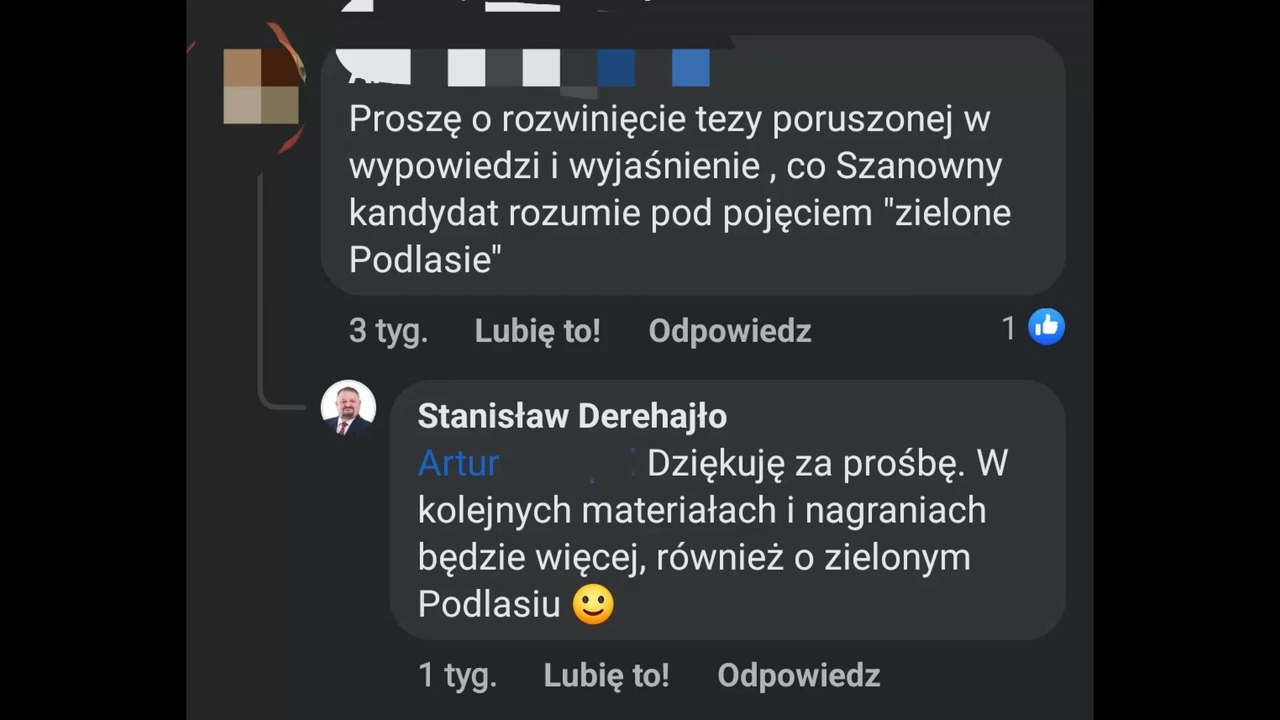 Proszę o rozwinięcie tezy poruszonej w
wypowiedzi i wyjaśnienie , co Szanowny
kandydat rozumie pod pojęciem "zielone
Podlasie"
3 tyg. Lubię to! Odpowiedz 1
Stanisław Derehajło
Artur Dziękuję za prośbę. W
kolejnych materiałach i nagraniach
będzie więcej, również o zielonym
Podlasiu 🙂
1 tyg. Lubię to! Odpowiedz